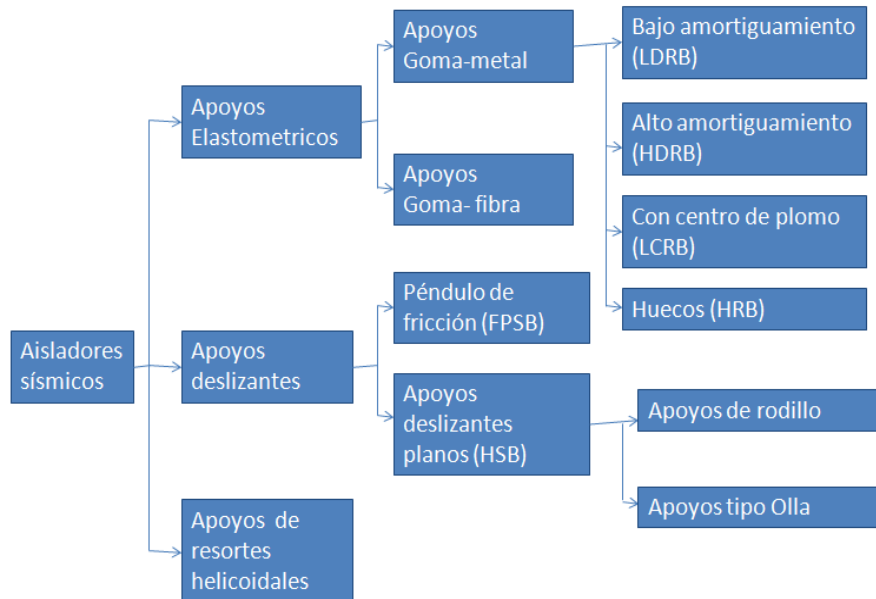 Aisladores
sísmicos
Apoyos
Elastometricos
Apoyos
Goma-metal
Bajo amortiguamiento
(LDRB)
Alto amortiguamiento
(HDRB)
Con centro de plomo
(LCRB)
Huecos (HRB)
Apoyos
Goma- fibra
Apoyos
deslizantes
Péndulo de
fricción (FPSB)
Apoyos
deslizantes
planos (HSB)
Apoyos de rodillo
Apoyos tipo Olla
Apoyos de
resortes
helicoidales